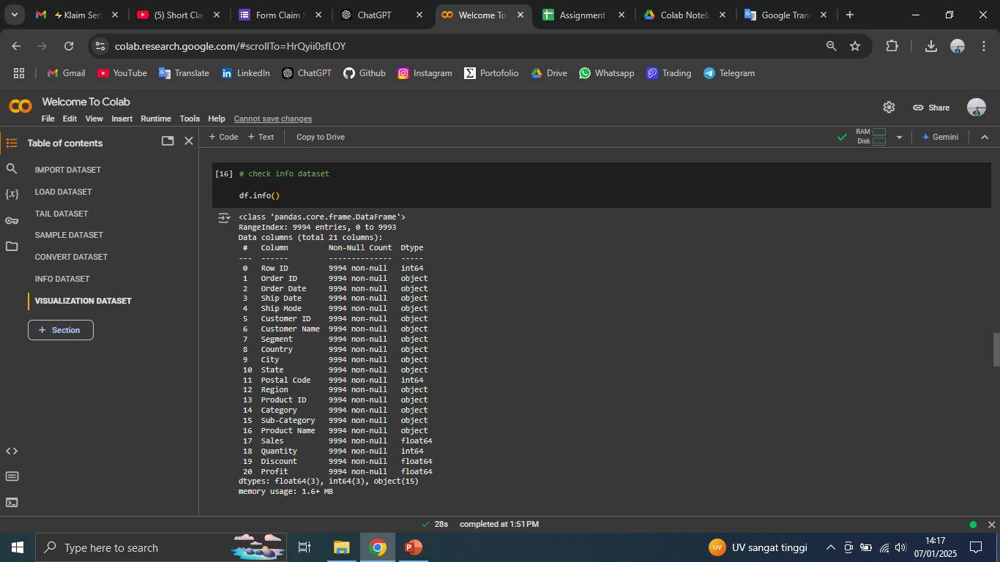 Klaim Sert
(5) Short Cla
Form Claim S
ChatGPT
Welcome To
Assignment
Colab Noteb
Google Tran
colab.research.google.com/#scrollTo=HrQyii0sfLOY
Gmail YouTube Translate LinkedIn ChatGPT Github Instagram Portofolio Drive Whatsapp Trading Telegram
Welcome To Colab
File Edit View Insert Runtime Tools Help Cannot save changes
Share
Table of contents
+ Code + Text Copy to Drive
RAM
Disk
Gemini
IMPORT DATASET
LOAD DATASET
TAIL DATASET
SAMPLE DATASET
CONVERT DATASET
INFO DATASET
VISUALIZATION DATASET
+ Section
[16] # check info dataset
df.info()
<class 'pandas.core.frame.DataFrame'>
RangeIndex: 9994 entries, 0 to 9993
Data columns (total 21 columns):
# Column Non-Null Count Dtype
--- ------ -------------- -----
0 Row ID 9994 non-null int64
1 Order ID 9994 non-null object
2 Order Date 9994 non-null object
3 Ship Date 9994 non-null object
4 Ship Mode 9994 non-null object
5 Customer ID 9994 non-null object
6 Customer Name 9994 non-null object
7 Segment 9994 non-null object
8 Country 9994 non-null object
9 City 9994 non-null object
10 State 9994 non-null object
11 Postal Code 9994 non-null int64
12 Region 9994 non-null object
13 Product ID 9994 non-null object
14 Category 9994 non-null object
15 Sub-Category 9994 non-null object
16 Product Name 9994 non-null object
17 Sales 9994 non-null float64
18 Quantity 9994 non-null int64
19 Discount 9994 non-null float64
20 Profit 9994 non-null float64
dtypes: float64(3), int64(3), object(15)
memory usage: 1.6+ MB
28s completed at 1:51 PM
Type here to search
UV
UV sangat tinggi
14:17
07/01/2025